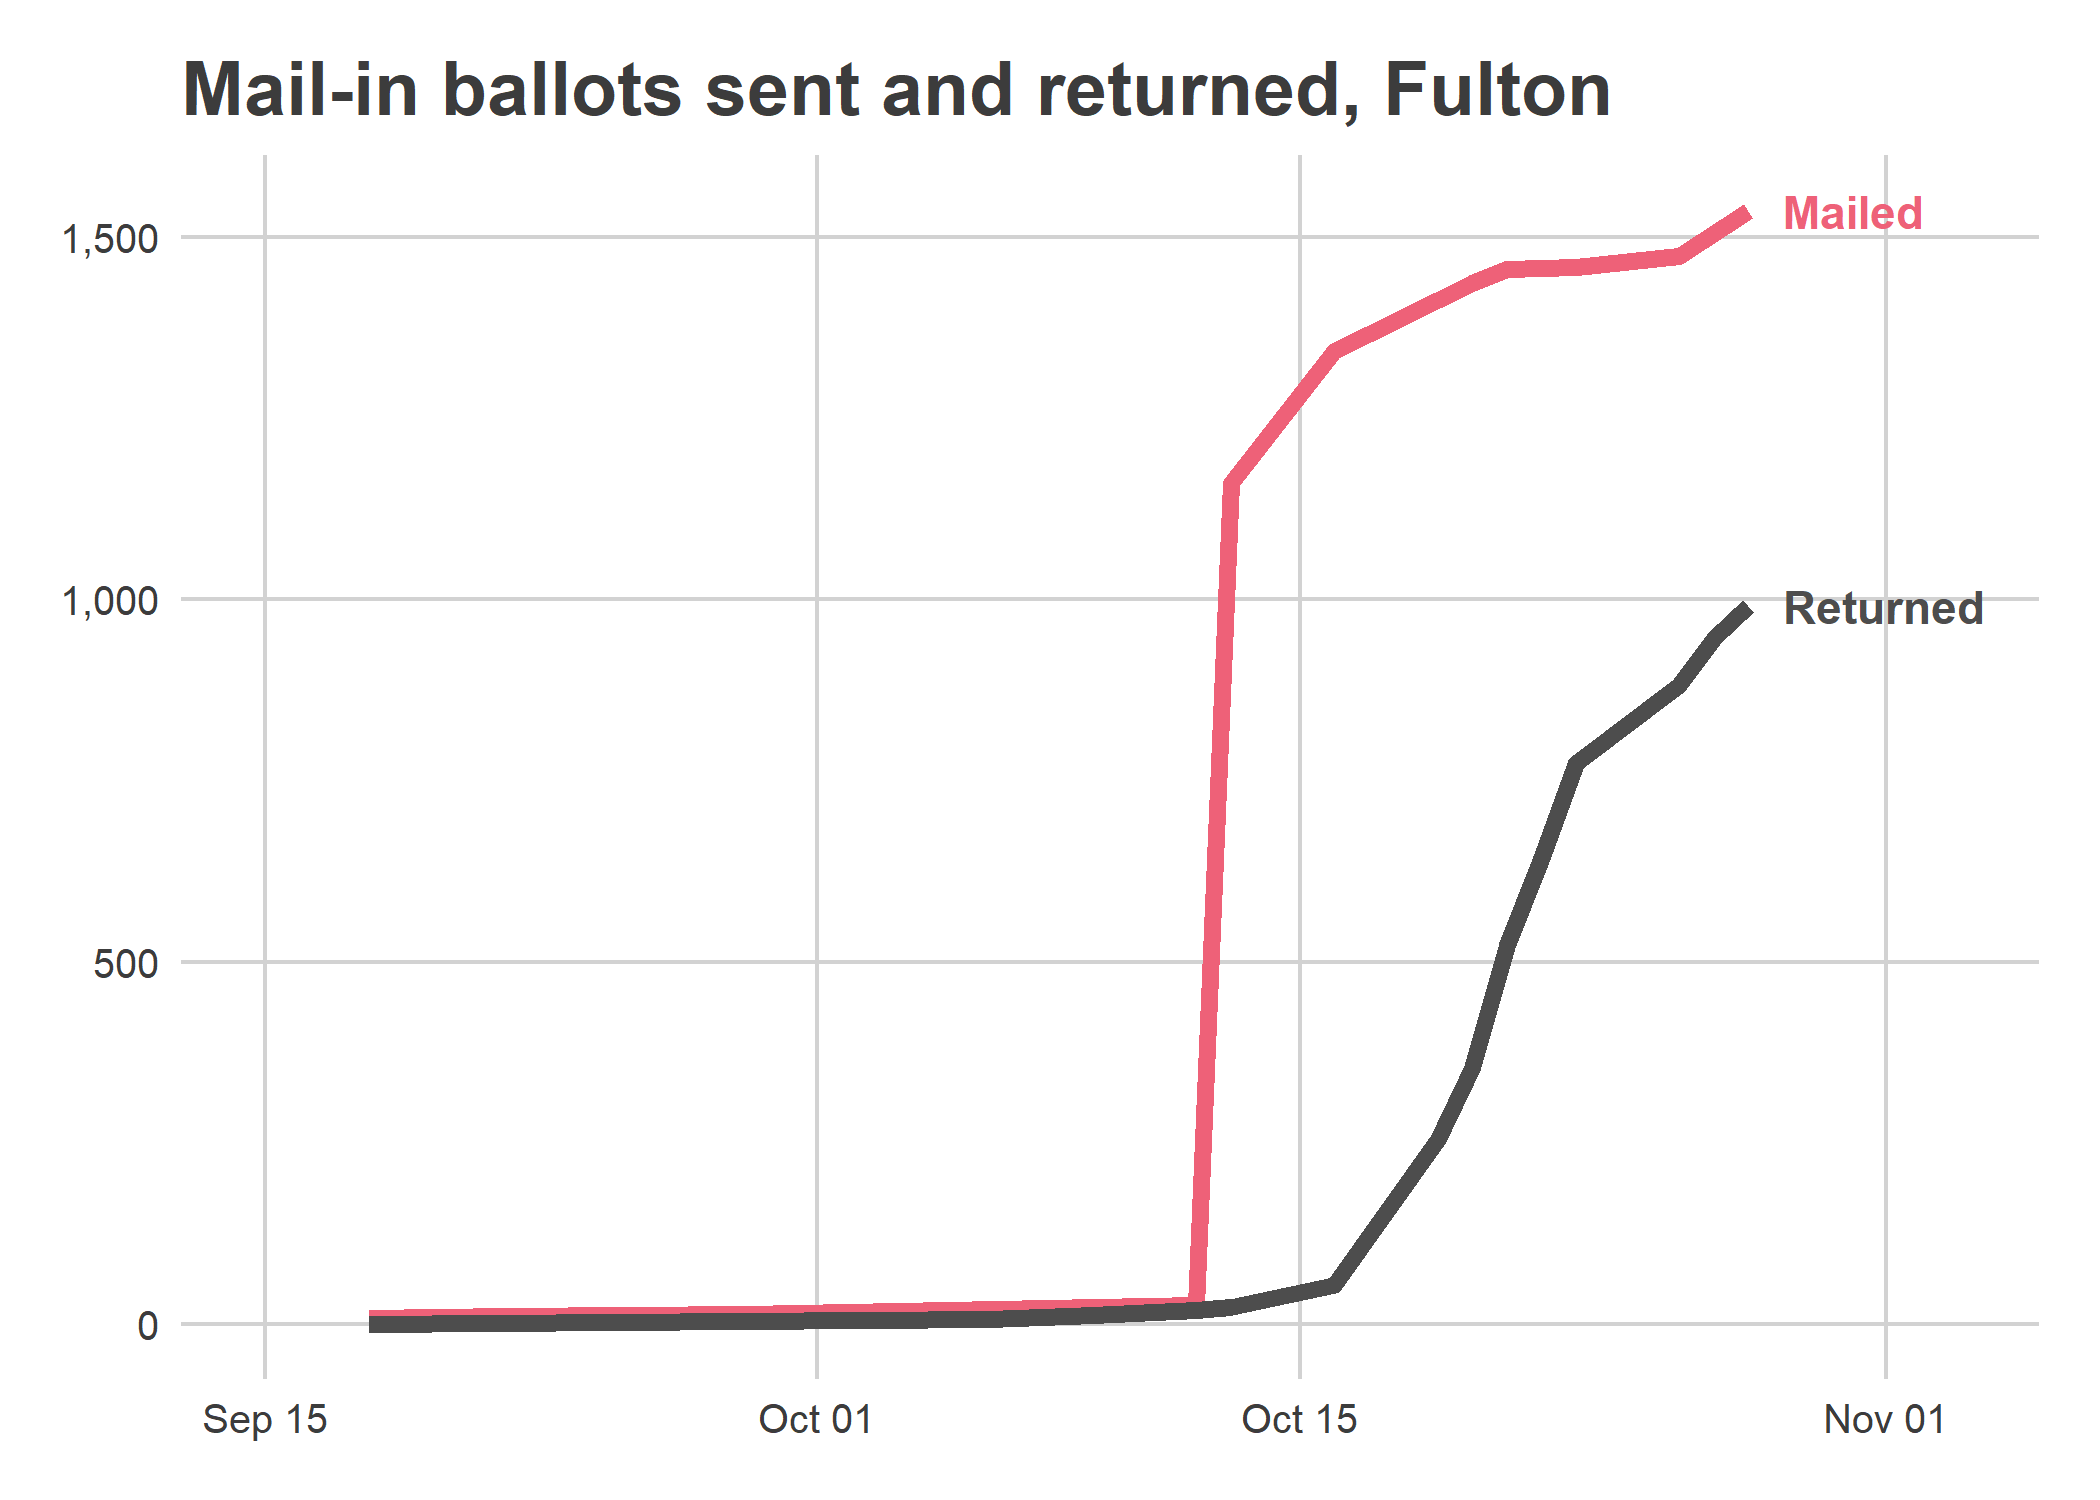 Mail-in ballots sent and returned, Fulton
Mailed
1,500
1,000
Returned
500
0
Sep 15
Oct 01
Oct 15
Nov 01